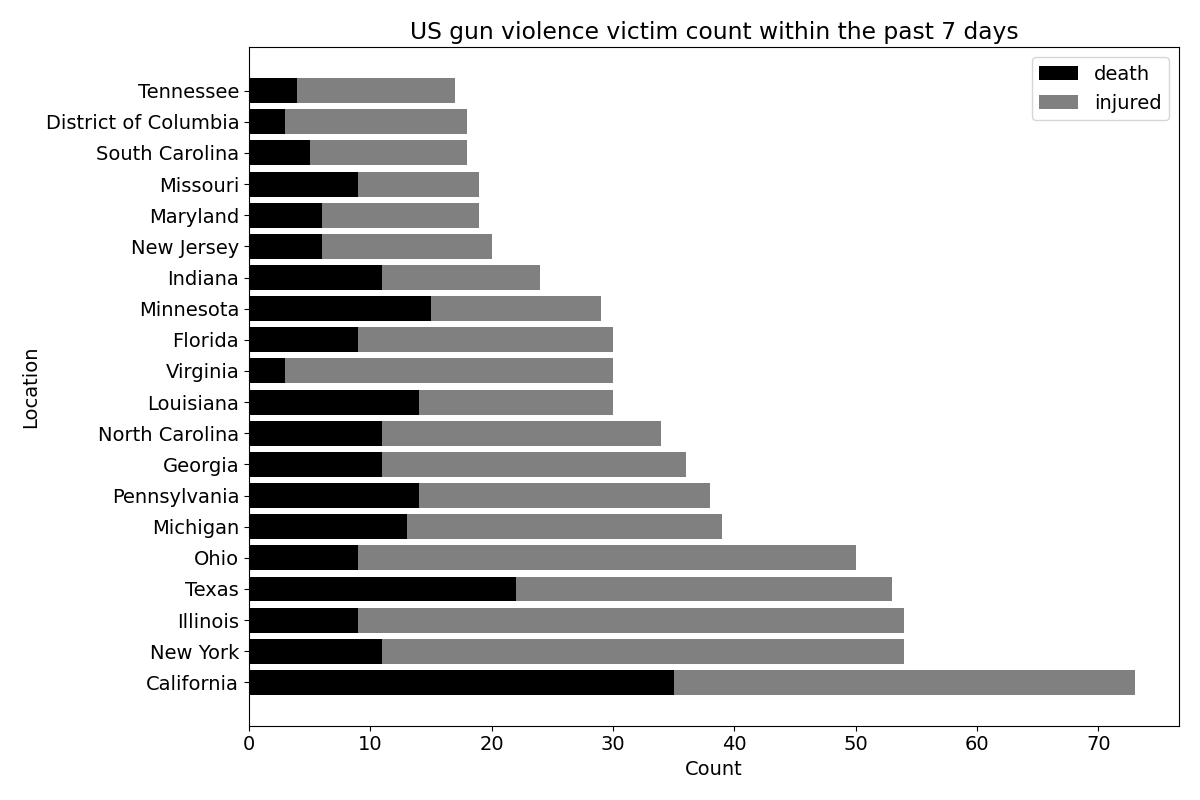 US gun violence victim count within the past 7 days
death
injured
Location
Tennessee
District of Columbia
South Carolina
Missouri
Maryland
New Jersey
Indiana
Minnesota
Florida
Virginia
Louisiana
North Carolina
Georgia
Pennsylvania
Michigan
Ohio
Texas
Illinois
New York
California
0 10 20 30 40 50 60 70
Count